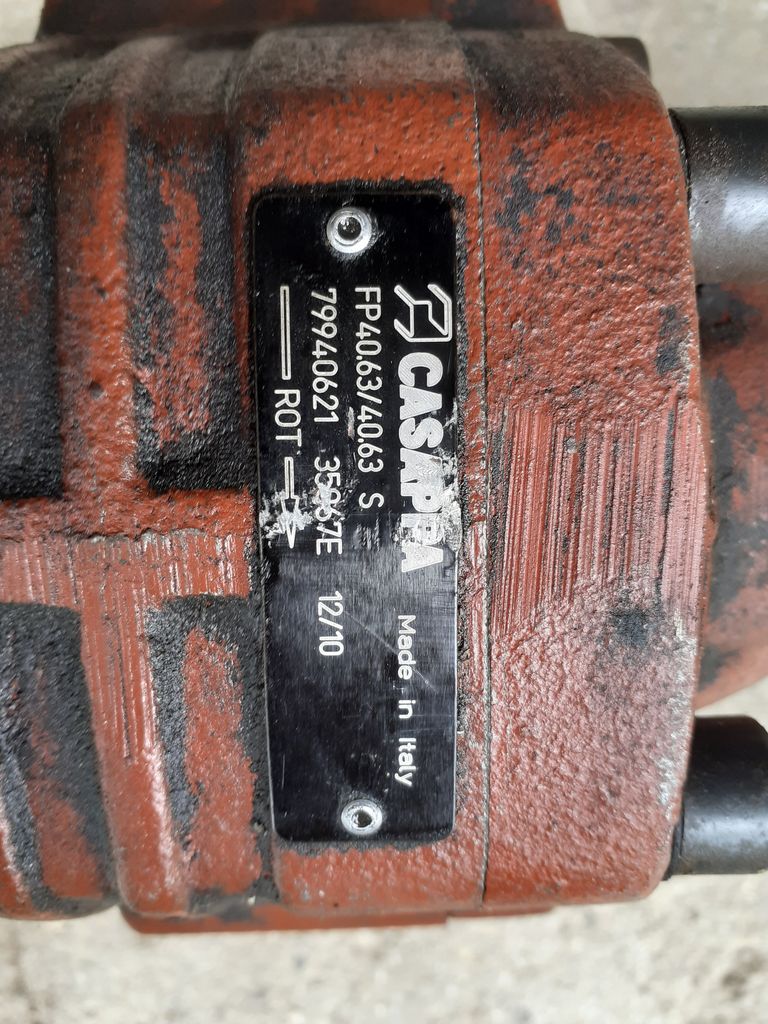 CASAPPA Made in Italy
FP40.63/40.63 S
79940621 12/10
ROT